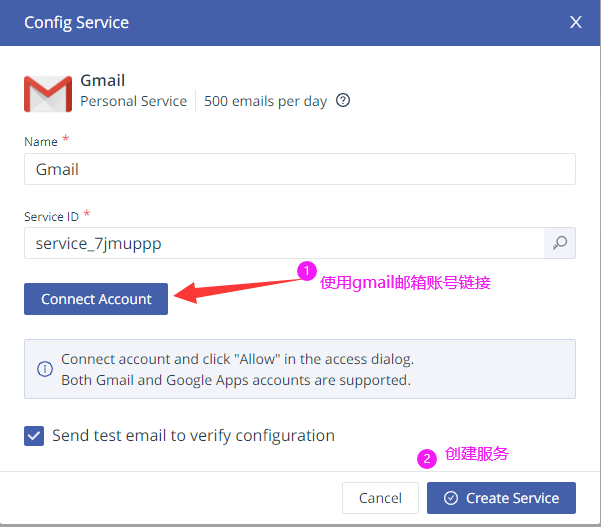 Config Service
X
Gmail
Personal Service 500 emails per day ?
Name *
Gmail
Service ID *
service_7jmuppp
1 使用gmail邮箱账号链接
Connect Account
i Connect account and click "Allow" in the access dialog.
Both Gmail and Google Apps accounts are supported.
Send test email to verify configuration
2 创建服务
Cancel
Create Service